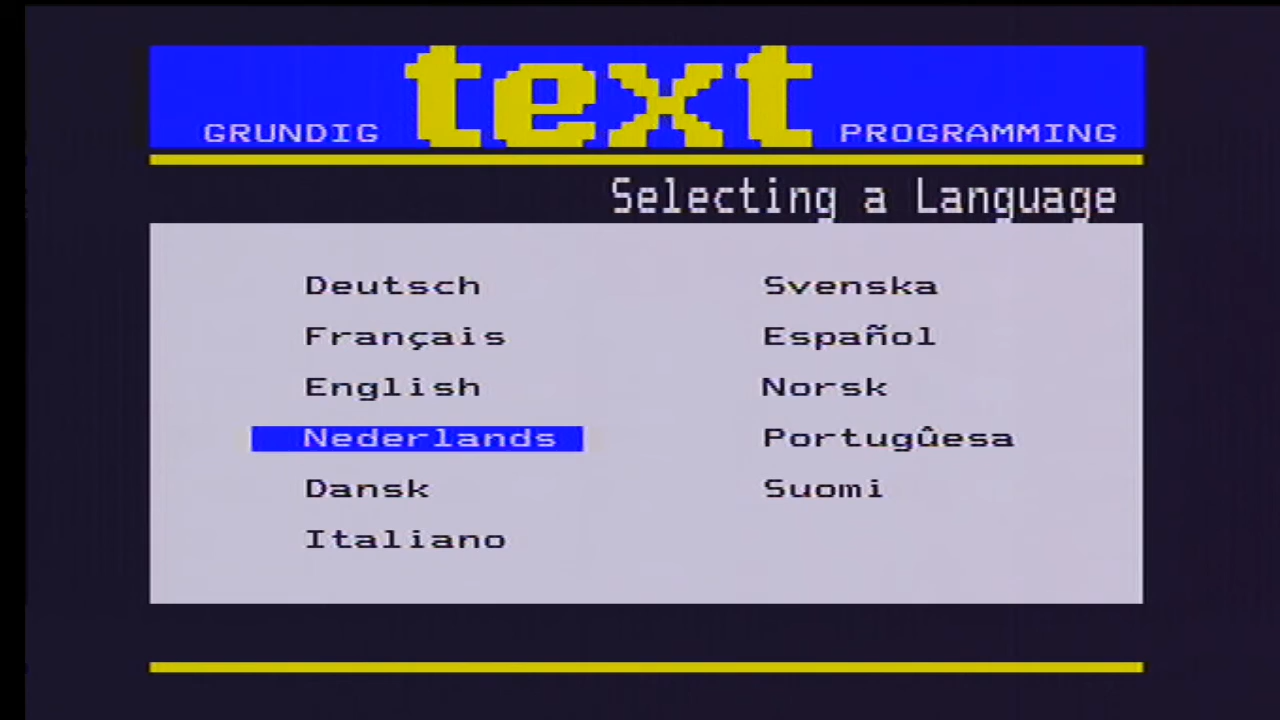 GRUNDIG text PROGRAMMING
Selecting a Language
Deutsch
Français
English
Nederlands
Dansk
Italiano
Svenska
Español
Norsk
Portugûesa
Suomi